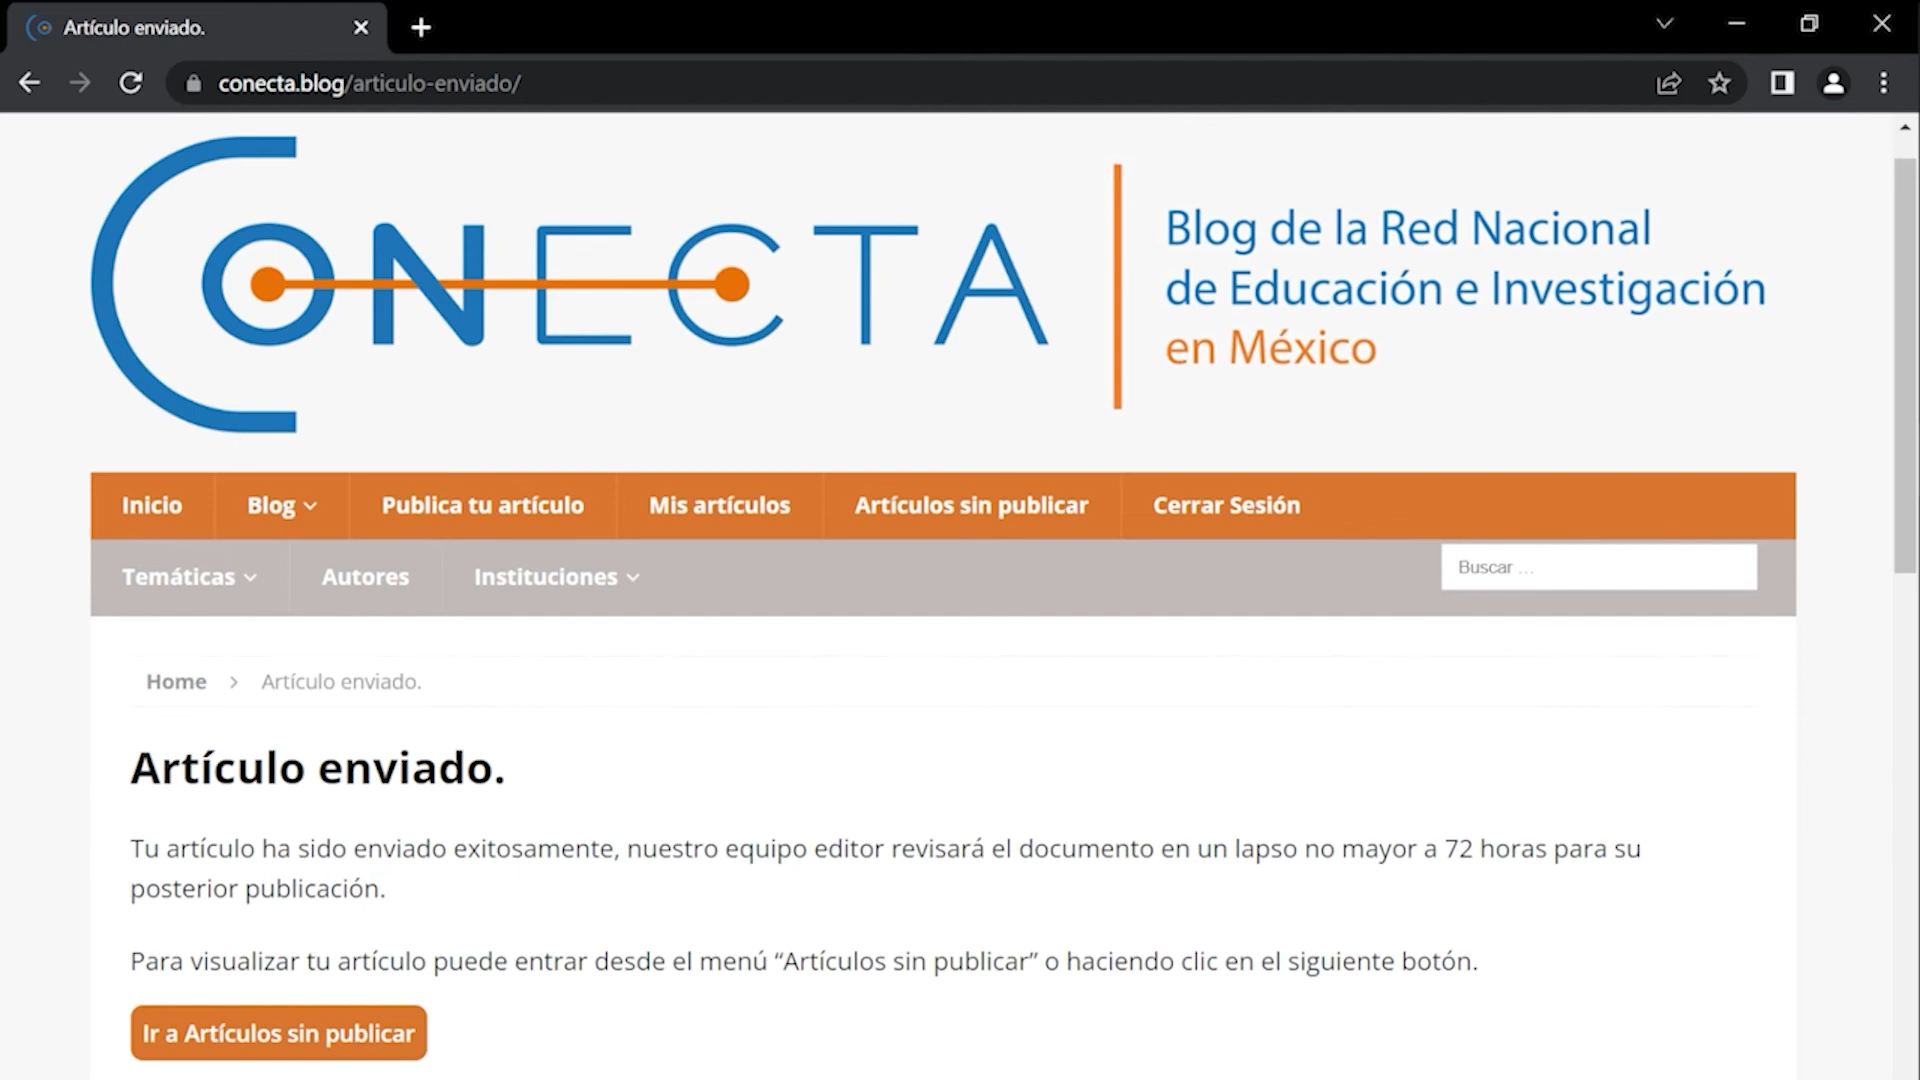 Artículo enviado.
conecta.blog/articulo-enviado/
CONECTA
Blog de la Red Nacional
de Educación e Investigación
en México
Inicio Blog Publica tu artículo Mis artículos Artículos sin publicar Cerrar Sesión
Temáticas Autores Instituciones Buscar ...
Home > Artículo enviado.
Artículo enviado.
Tu artículo ha sido enviado exitosamente, nuestro equipo editor revisará el documento en un lapso no mayor a 72 horas para su
posterior publicación.
Para visualizar tu artículo puede entrar desde el menú “Artículos sin publicar” o haciendo clic en el siguiente botón.
Ir a Artículos sin publicar